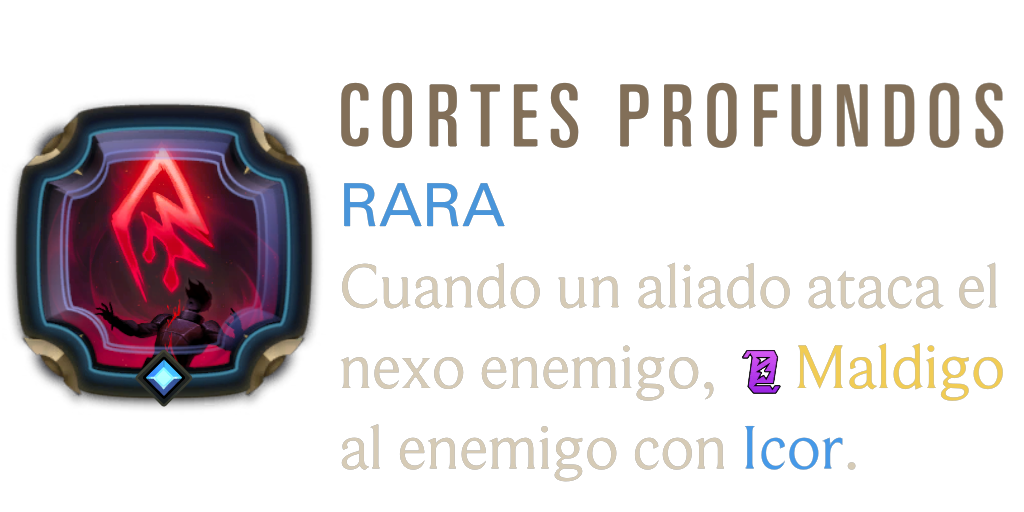 CORTES PROFUNDOS
RARA
Cuando un aliado ataca el
nexo enemigo, Maldigo
al enemigo con Icor.